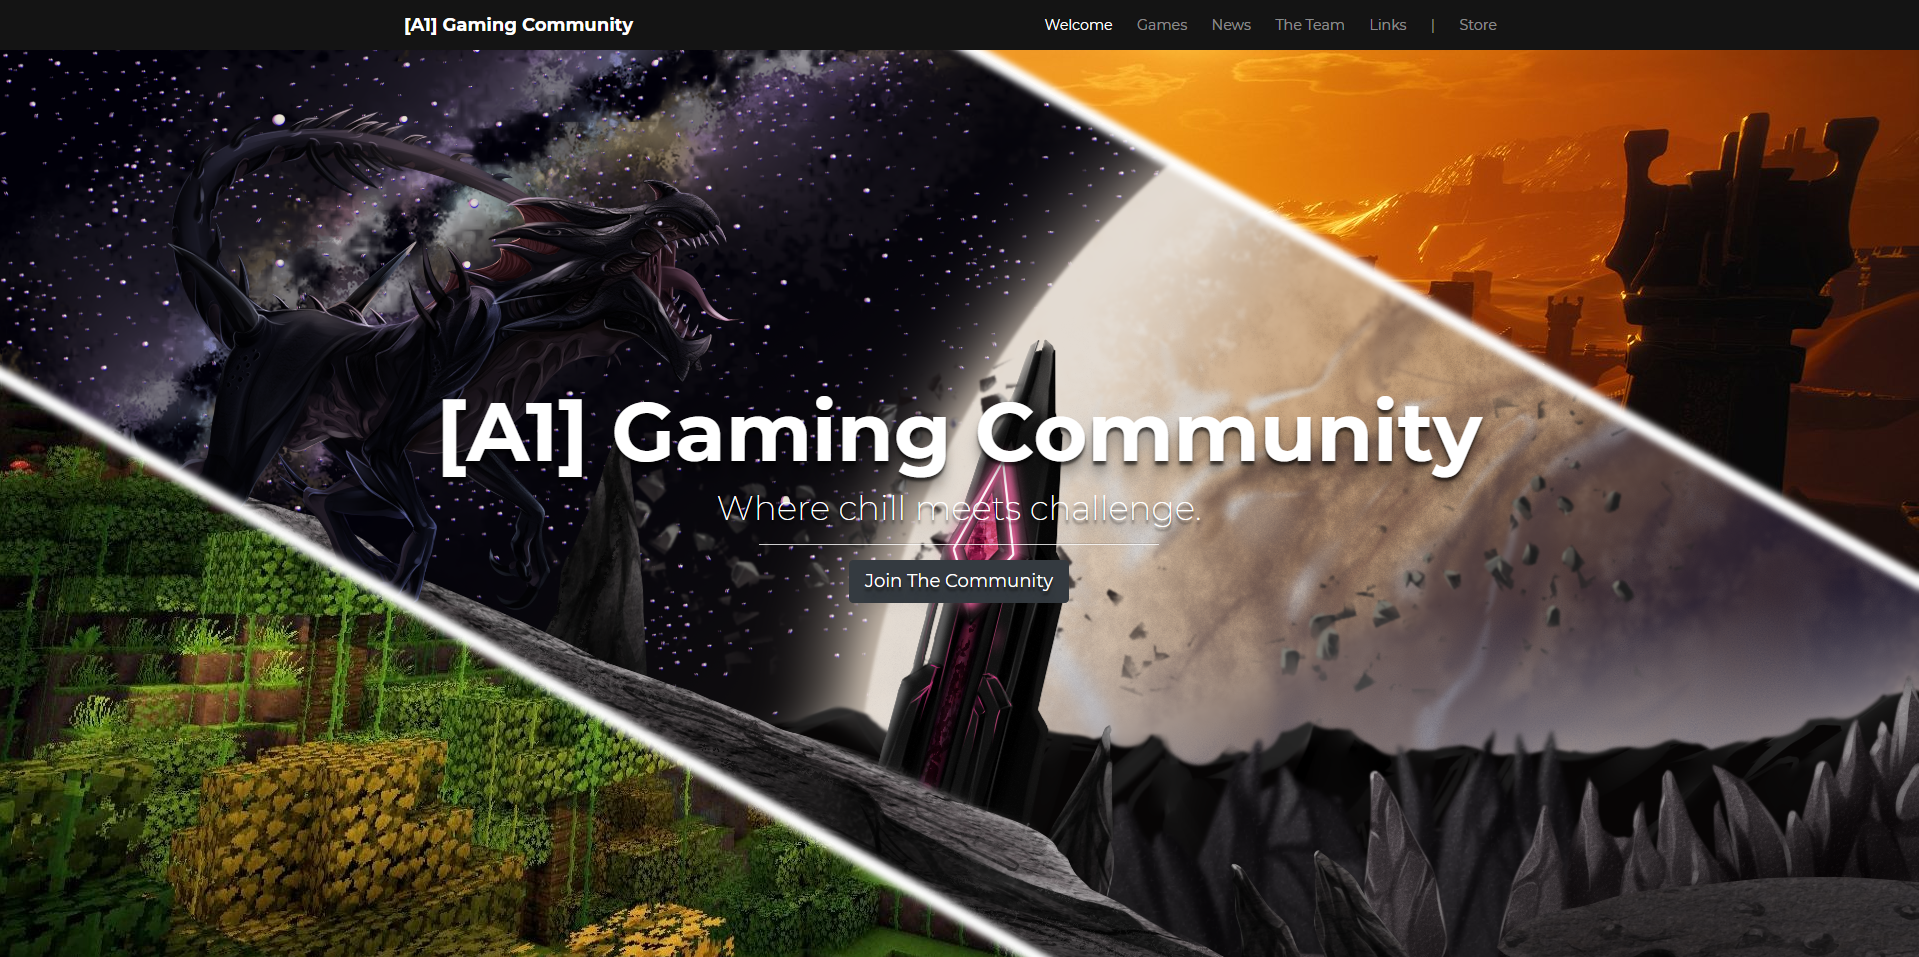 [A1] Gaming Community
Welcome Games News The Team Links | Store
[A1] Gaming Community
Where chill meets challenge.
Join The Community